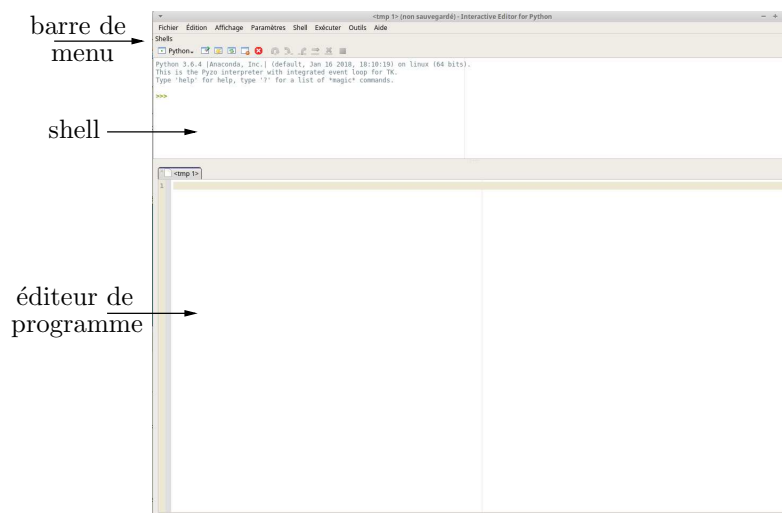 <tmp 1> (non sauvegardé) - Interactive Editor for Python
barre de
menu
Fichier Édition Affichage Paramètres Shell Exécuter Outils Aide
Shells
Python
Python 3.6.4 |Anaconda, Inc.| (default, Jan 16 2018, 18:10:19) on linux (64 bits).
This is the Pyzo interpreter with integrated event loop for TK.
Type 'help' for help, type '?' for a list of *magic* commands.
>>>
shell
<tmp 1>
1
éditeur de
programme